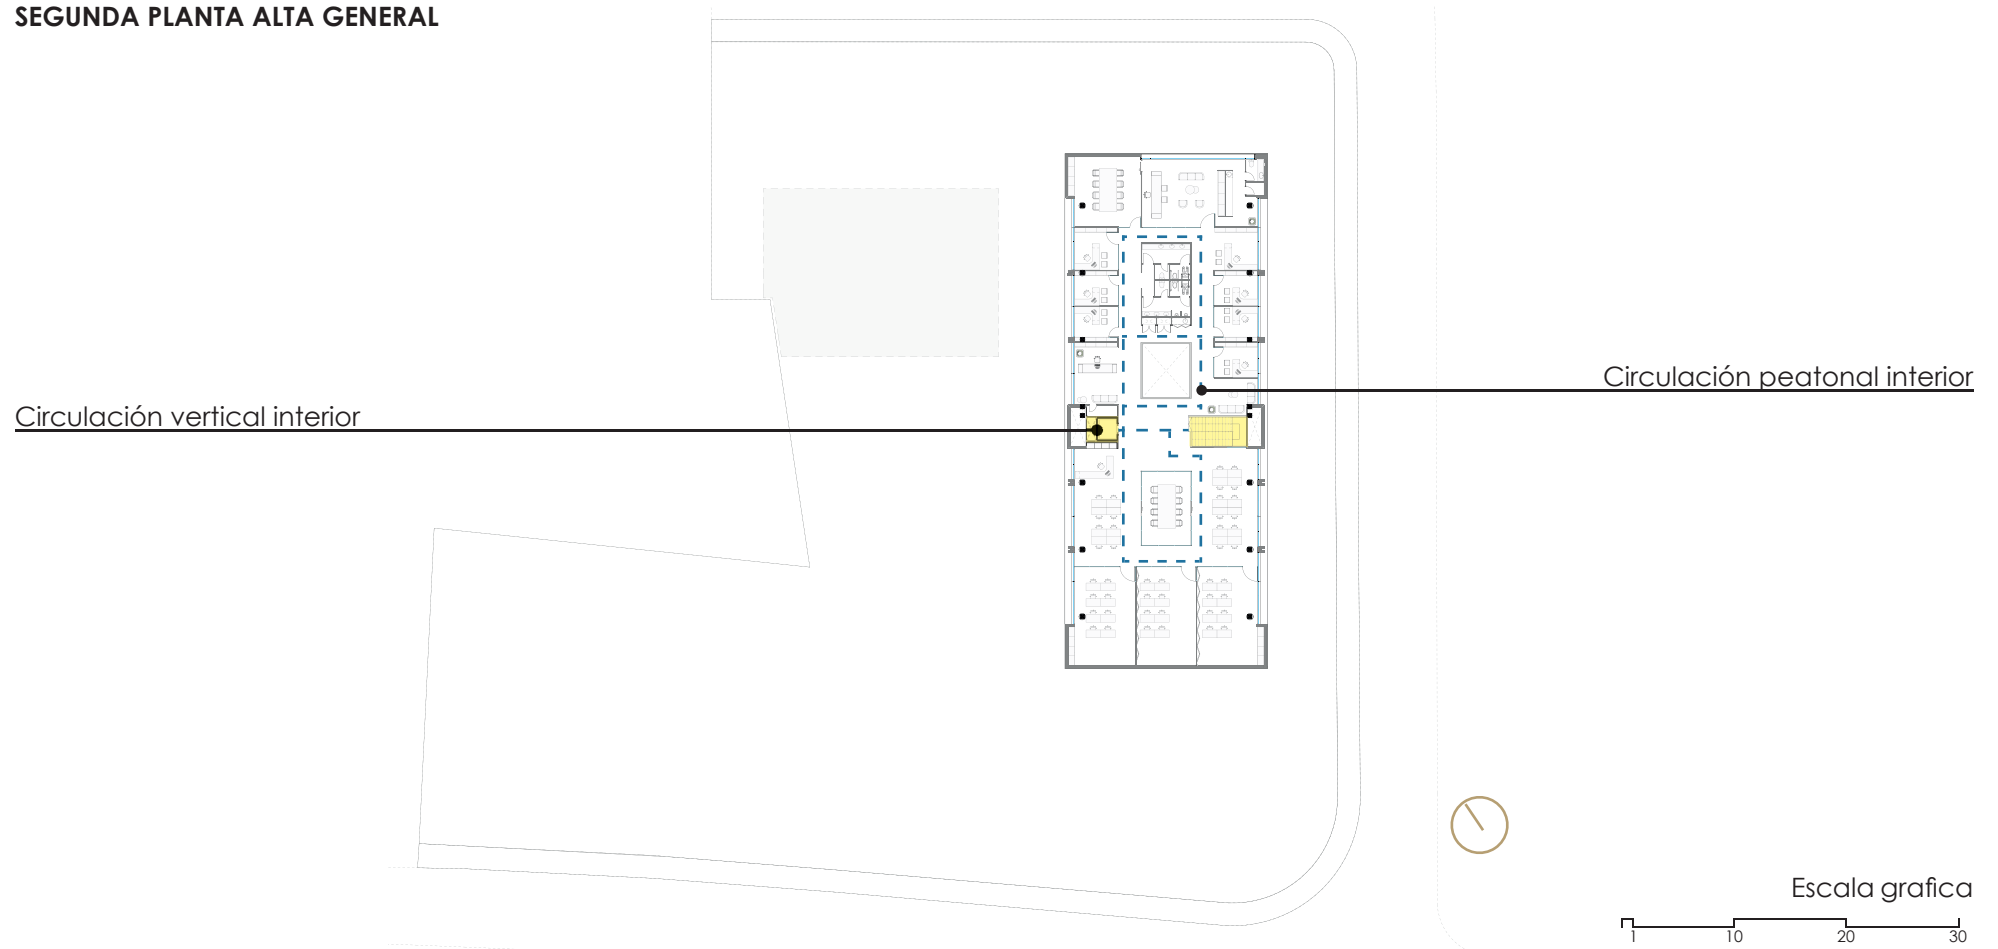 SEGUNDA PLANTA ALTA GENERAL
Circulación peatonal interior
Circulación vertical interior
Escala grafica
1 10 20 30